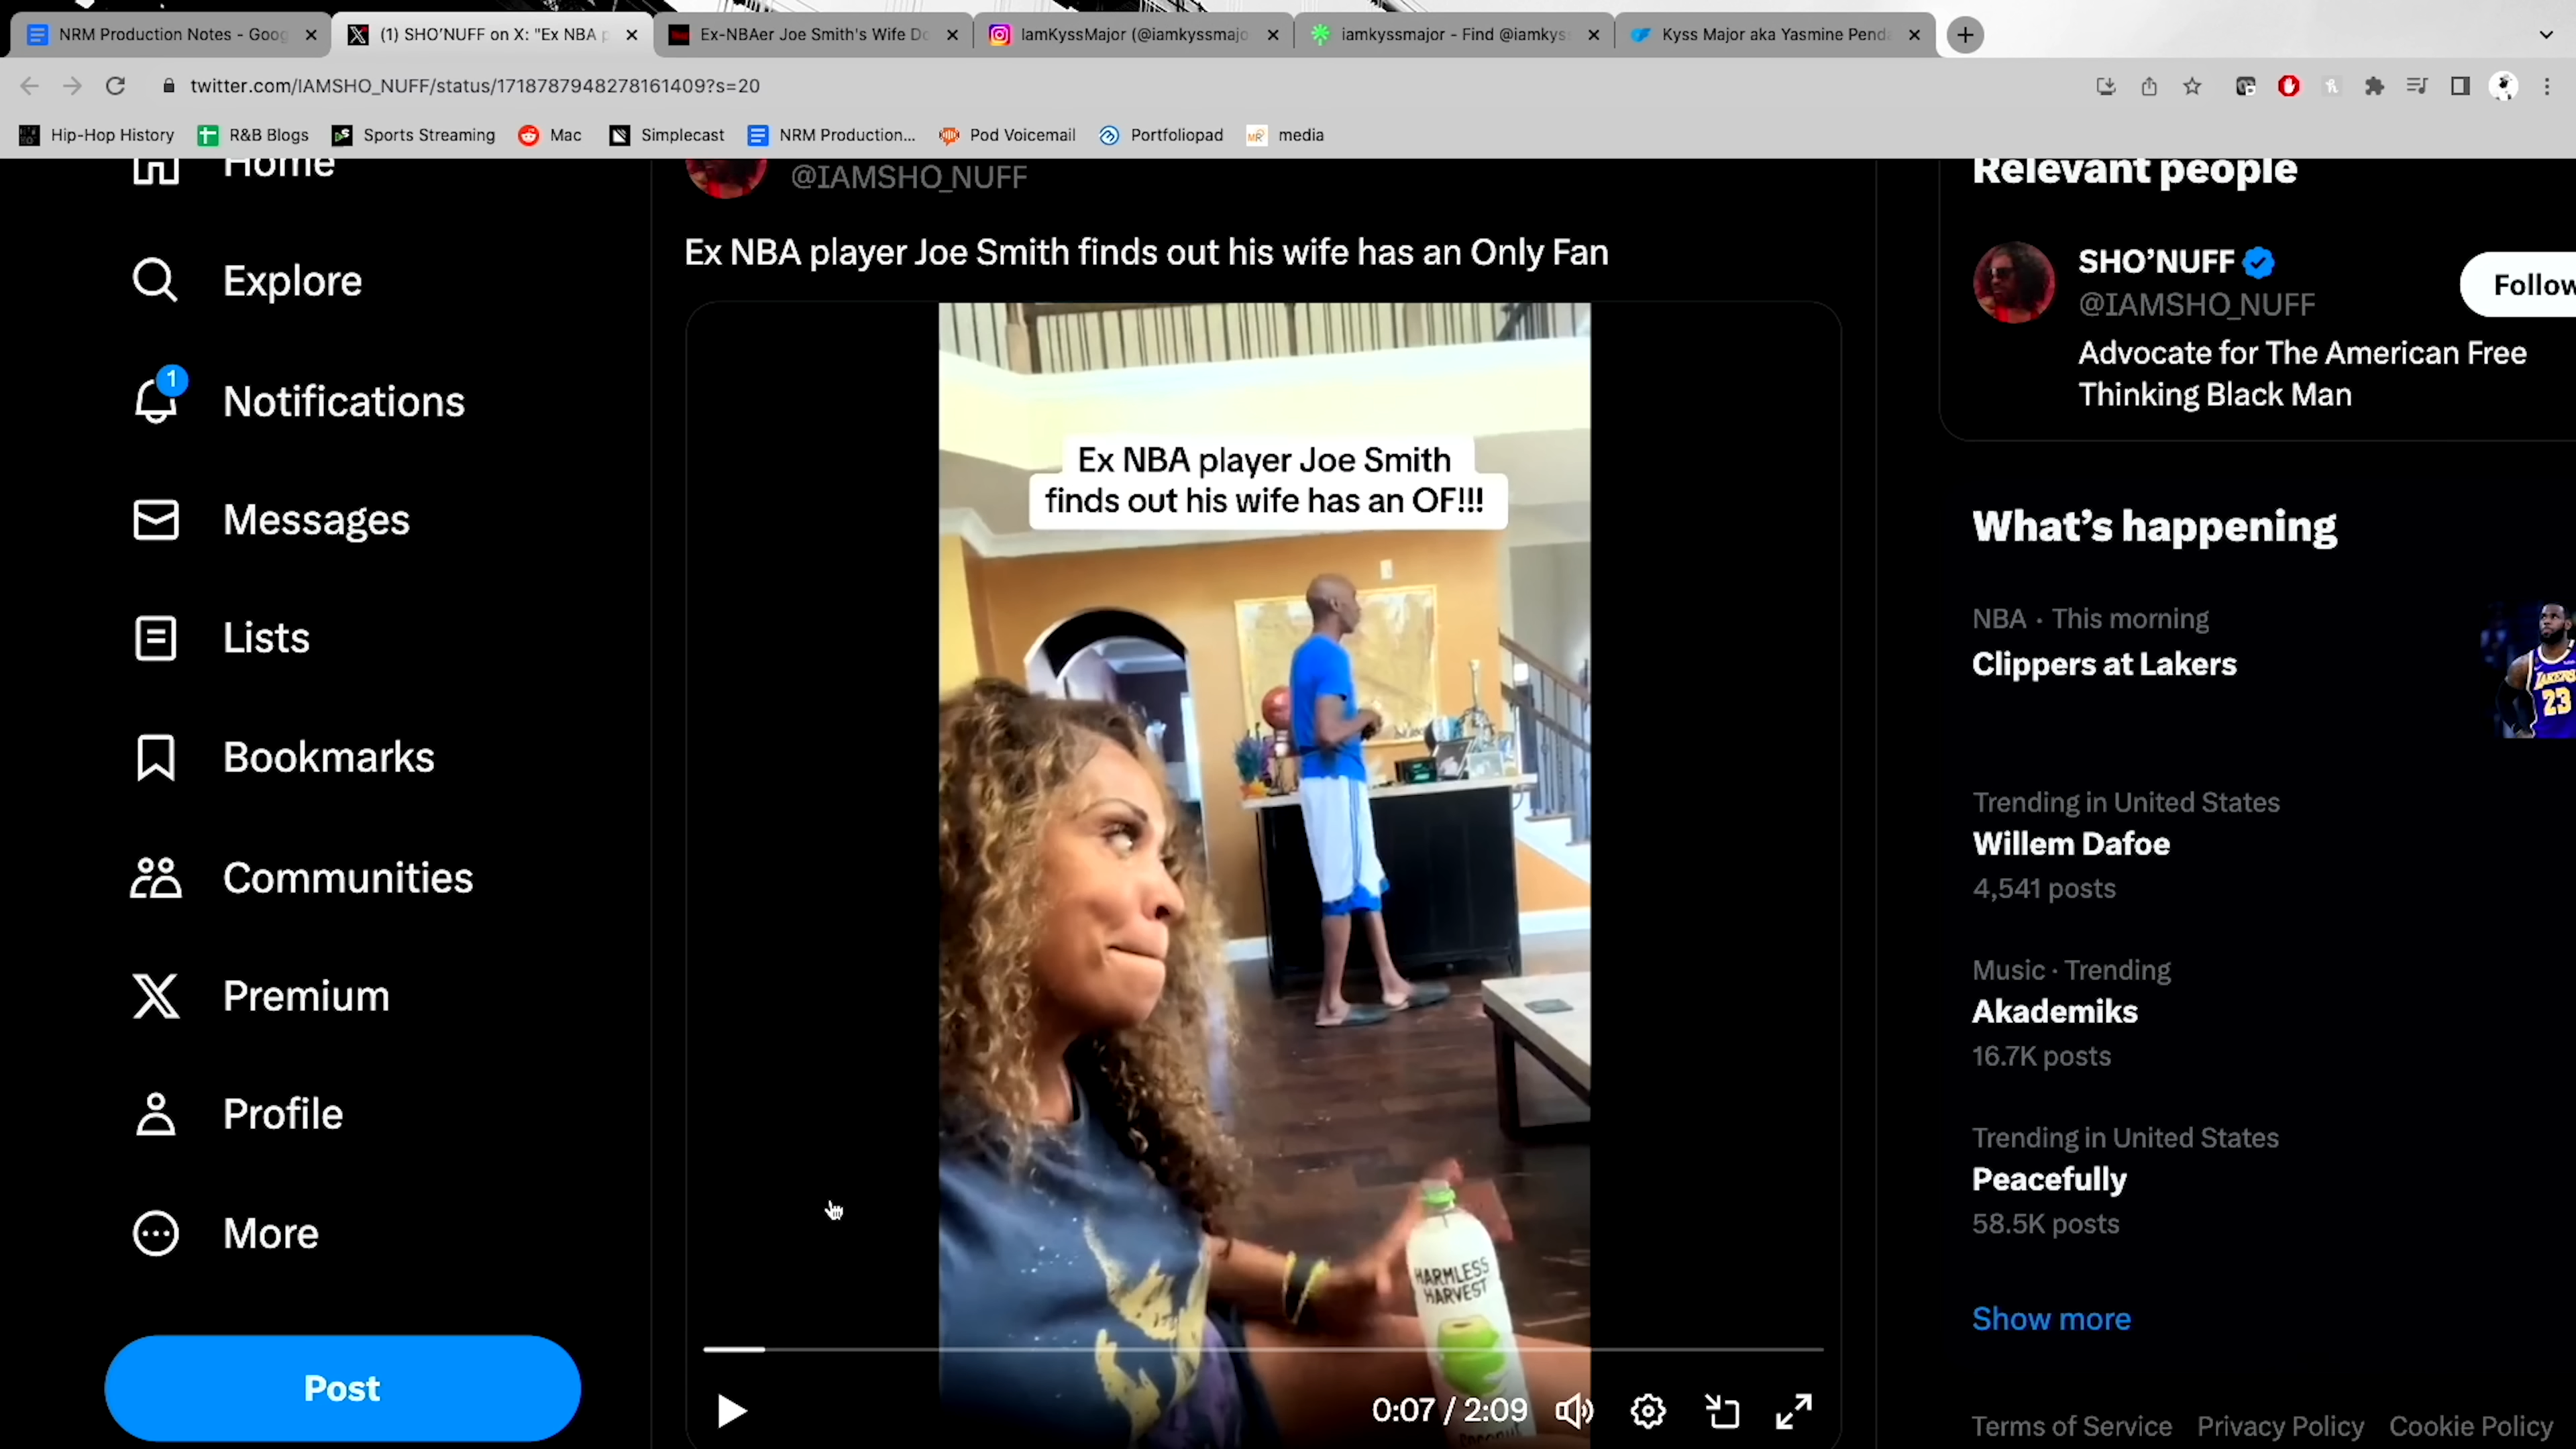 NRM Production Notes - Goog
(1) SHO'NUFF on X: "Ex NBA p
Ex-NBAer Joe Smith's Wife Do
IamKyssMajor (@iamkyssmajo
iamkyssmajor - Find @iamkys
Kyss Major aka Yasmine Penda
twitter.com/IAMSHO_NUFF/status/1718787948278161409?s=20
Hip-Hop History
R&B Blogs
Sports Streaming
Mac
Simplecast
NRM Production...
Pod Voicemail
Portfoliopad
MR
media
Home
Explore
1
Notifications
Messages
Lists
Bookmarks
Communities
Premium
Profile
More
Post
@IAMSHO_NUFF
Ex NBA player Joe Smith finds out his wife has an Only Fan
Ex NBA player Joe Smith
finds out his wife has an OF!!!
HARMLESS
HARVEST
Coconut
0:07 / 2:09
Relevant people
SHO'NUFF
@IAMSHO_NUFF
Follow
Advocate for The American Free
Thinking Black Man
What's happening
NBA · This morning
Clippers at Lakers
LAKERS
23
Trending in United States
Willem Dafoe
4,541 posts
Music · Trending
Akademiks
16.7K posts
Trending in United States
Peacefully
58.5K posts
Show more
Terms of Service
Privacy Policy
Cookie Policy